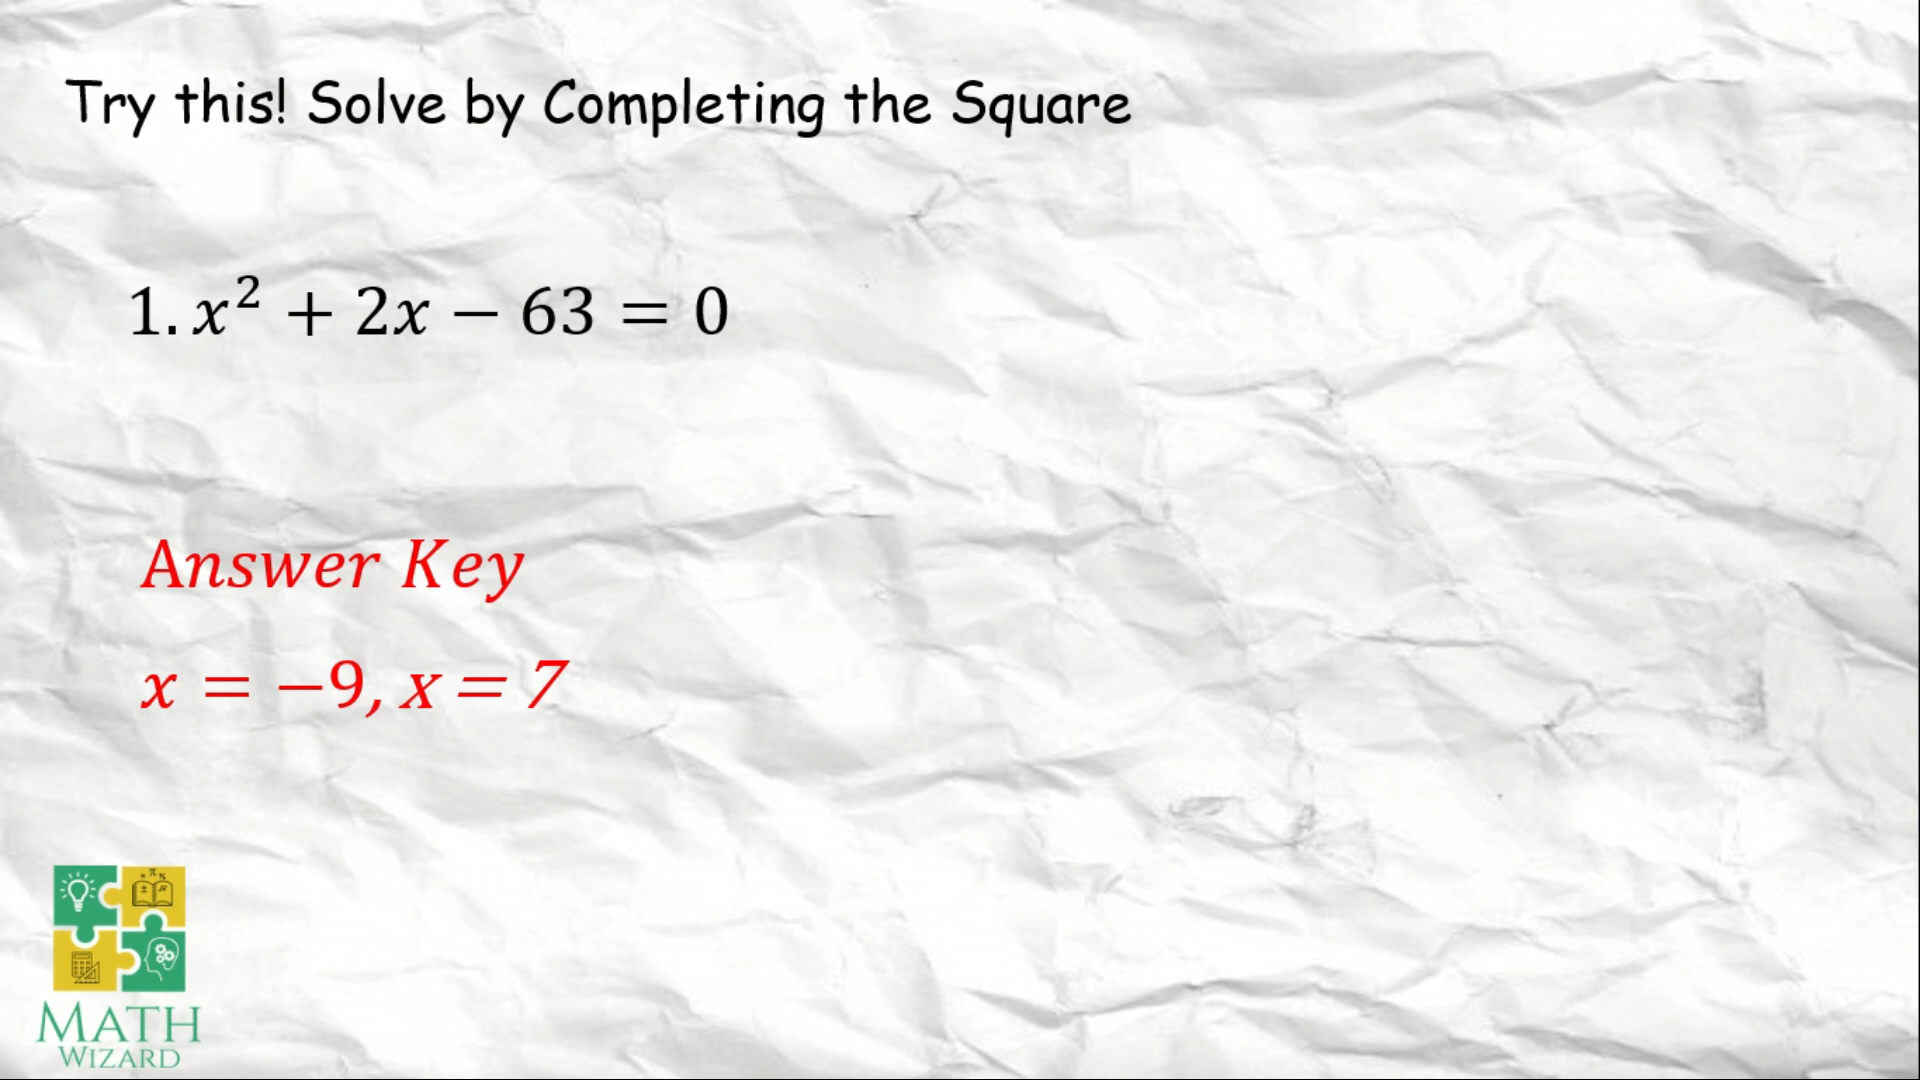 Try this! Solve by Completing the Square
1. x² + 2x − 63 = 0
Answer Key
x = −9, x = 7
MATH
WIZARD